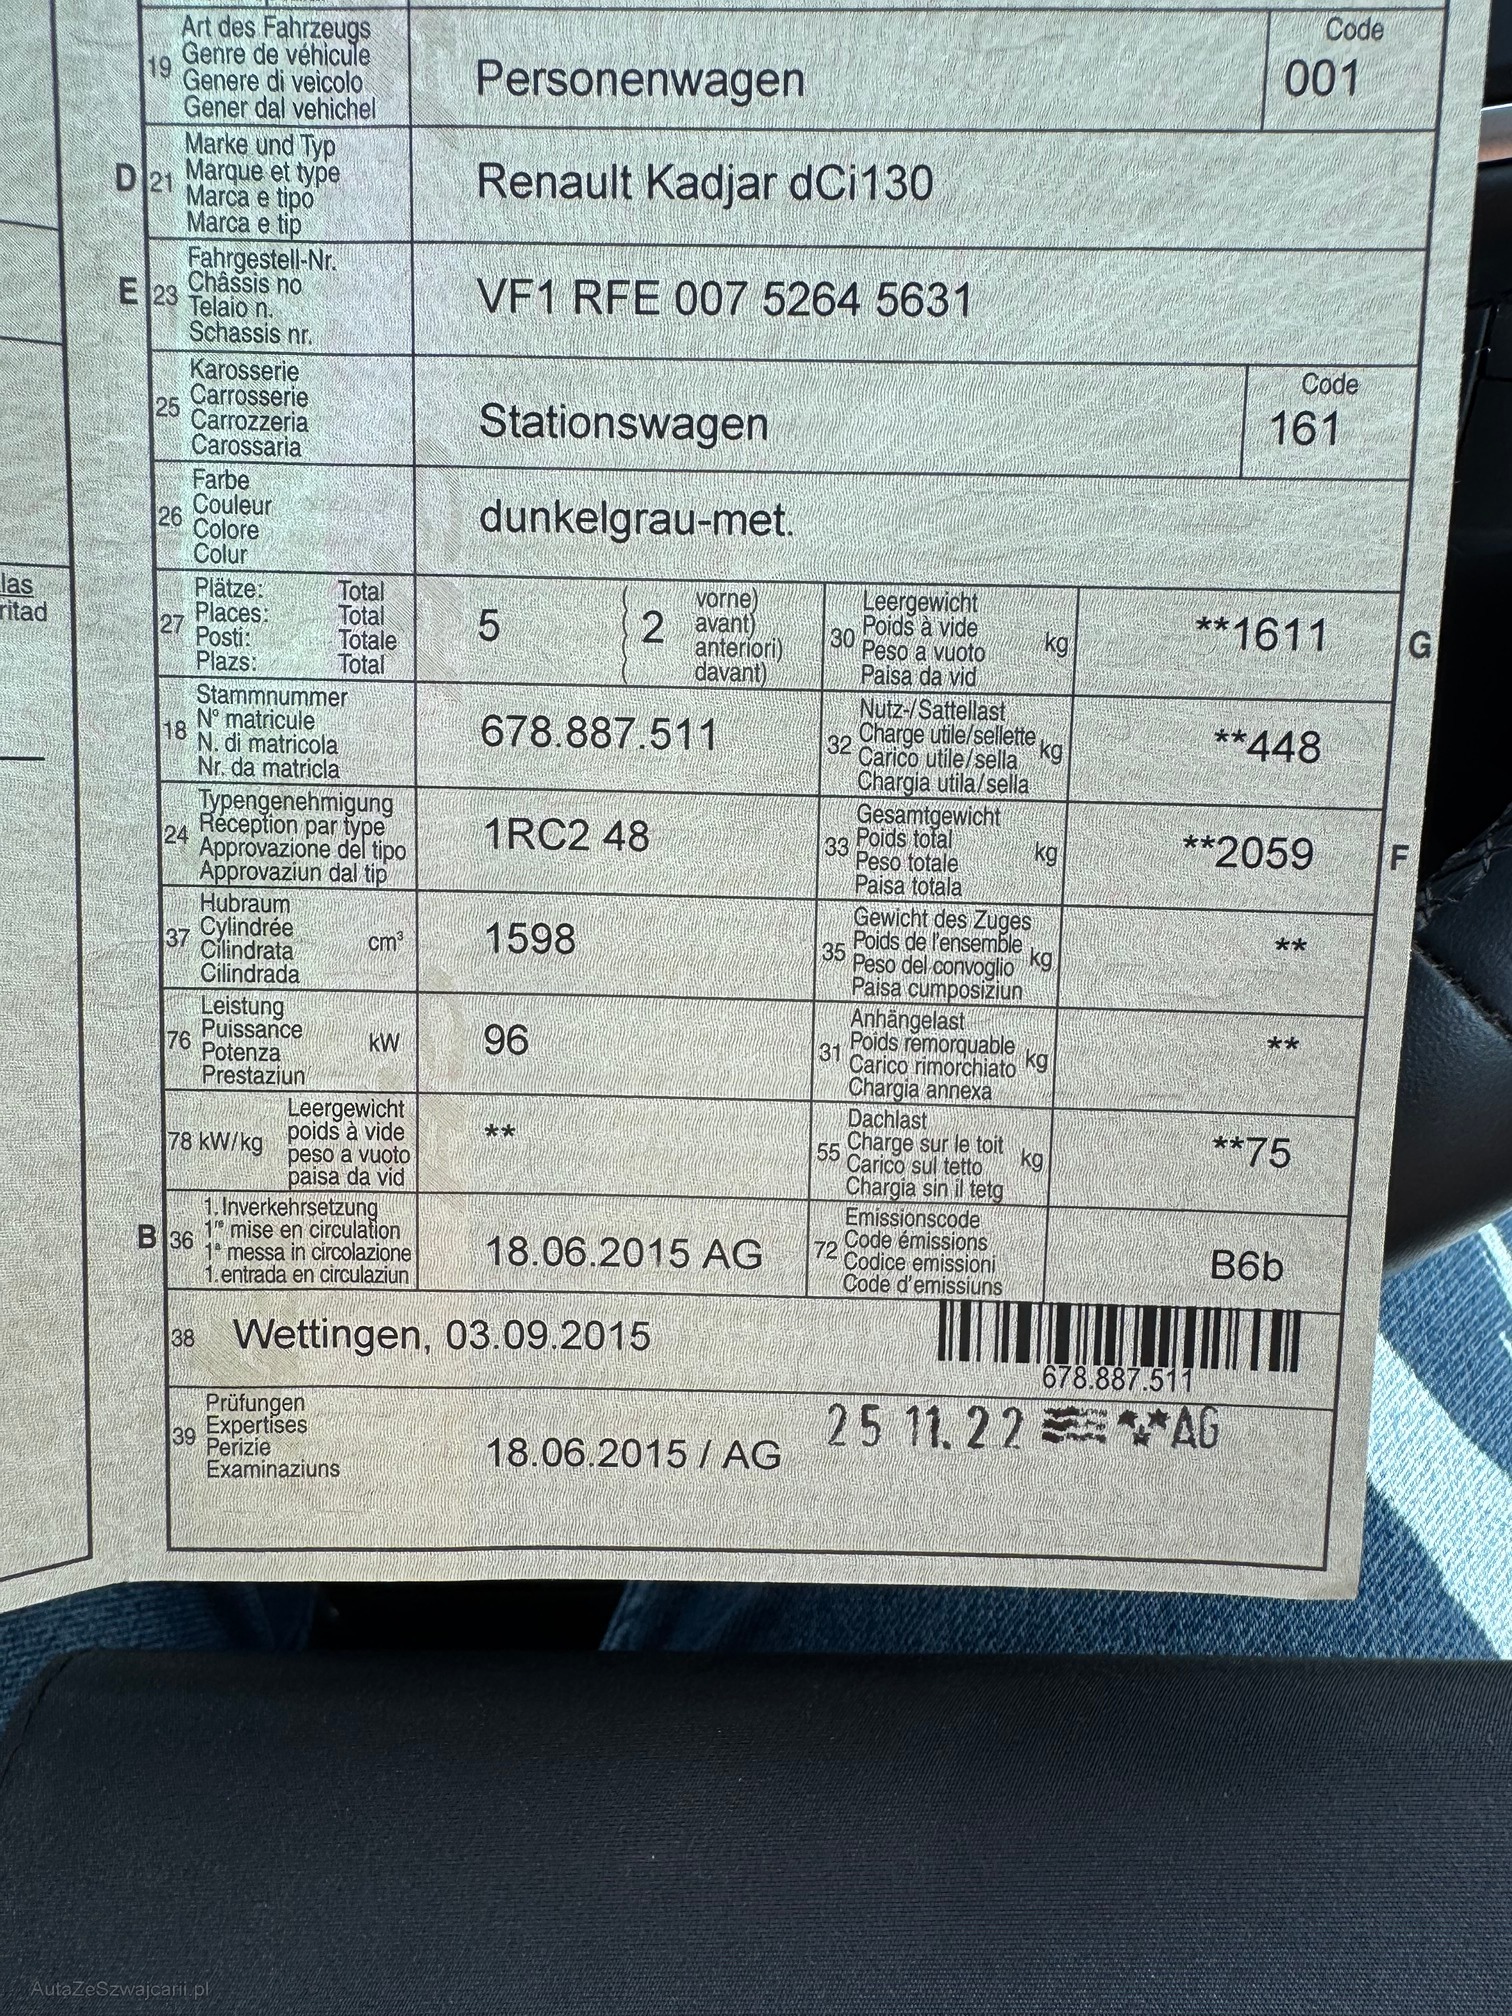 Art des Fahrzeugs
Code
19 Genre de véhicule
Genere di veicolo
Personenwagen
001
Gener dal vehichel
Marke und Typ
D 21 Marque et type
Marca e tipo
Renault Kadjar dCi130
Marca e tip
Fahrgestell-Nr.
E 23 Châssis no
Telaio n.
VF1 RFE 007 5264 5631
Schassis nr.
Karosserie
Code
25 Carrosserie
Carrozzeria
Stationswagen
161
Carossaria
Farbe
26 Couleur
Colore
dunkelgrau-met.
Colur
27 Plätze: Total
Places: Total
Posti: Totale
Plazs: Total
5 ( 2 vorne)
avant)
anteriori)
davant)
Leergewicht
30 Poids à vide
Peso a vuoto
Paisa da vid
kg **1611 G
Stammnummer
18 N° matricule
N. di matricola
Nr. da matricla
678.887.511
Nutz-/Sattellast
32 Charge utile/sellette
Carico utile/sella
Chargia utila/sella
kg **448
Typengenehmigung
24 Réception par type
Approvazione del tipo
Approvaziun dal tip
1RC2 48
Gesamtgewicht
33 Poids total
Peso totale
Paisa totala
kg **2059 F
Hubraum
37 Cylindrée
Cilindrata
Cilindrada
cm³ 1598
Gewicht des Zuges
35 Poids de l'ensemble
Peso del convoglio
Paisa cumposiziun
kg **
Leistung
76 Puissance
Potenza
Prestaziun
kW 96
Anhängelast
31 Poids remorquable
Carico rimorchiato
Chargia annexa
kg **
78 kW/kg
Leergewicht
poids à vide
peso a vuoto
paisa da vid
**
Dachlast
55 Charge sur le toit
Carico sul tetto
Chargia sin il tetg
kg **75
1. Inverkehrsetzung
B 36 1re mise en circulation
1a messa in circolazione
1. entrada en circulaziun
18.06.2015 AG
Emissionscode
72 Code émissions
Codice emissioni
Code d'emissiuns
B6b
38 Wettingen, 03.09.2015
678.887.511
Prüfungen
39 Expertises
Perizie
Examinaziuns
18.06.2015 / AG
25 11.22 AG
las
ritad
AutaZeSzwajcarii.pl